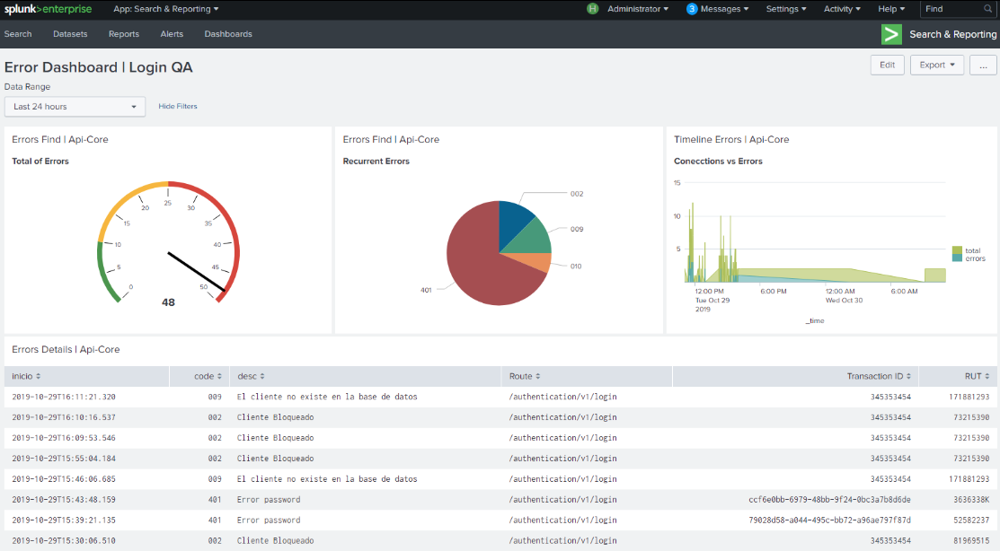 splunk>enterprise App: Search & Reporting H Administrator 3 Messages Settings Activity Help Find
Search Datasets Reports Alerts Dashboards > Search & Reporting
Error Dashboard | Login QA Edit Export ...
Data Range
Last 24 hours Hide Filters
Errors Find | Api-Core
Total of Errors
0
5
10
15
20
25
30
35
40
45
50
48
Errors Find | Api-Core
Recurrent Errors
002
009
010
401
Timeline Errors | Api-Core
Conecctions vs Errors
15
10
5
total
errors
12:00 PM 6:00 PM 12:00 AM 6:00 AM
Tue Oct 29 Wed Oct 30
2019
_time
Errors Details | Api-Core
inicio code desc Route Transaction ID RUT
2019-10-29T16:11:21.320 009 El cliente no existe en la base de datos /authentication/v1/login 345353454 171881293
2019-10-29T16:10:16.537 002 Cliente Bloqueado /authentication/v1/login 345353454 73215390
2019-10-29T16:09:53.546 002 Cliente Bloqueado /authentication/v1/login 345353454 73215390
2019-10-29T15:55:04.184 002 Cliente Bloqueado /authentication/v1/login 345353454 73215390
2019-10-29T15:46:06.685 009 El cliente no existe en la base de datos /authentication/v1/login 345353454 171881293
2019-10-29T15:43:48.159 401 Error password /authentication/v1/login ccf6e0bb-6979-48bb-9f24-0bc3a7b8d6de 3636338K
2019-10-29T15:39:21.135 401 Error password /authentication/v1/login 79028d58-a044-495c-bb72-a96ae797f87d 52582237
2019-10-29T15:30:06.510 002 Cliente Bloqueado /authentication/v1/login 345353454 81969515